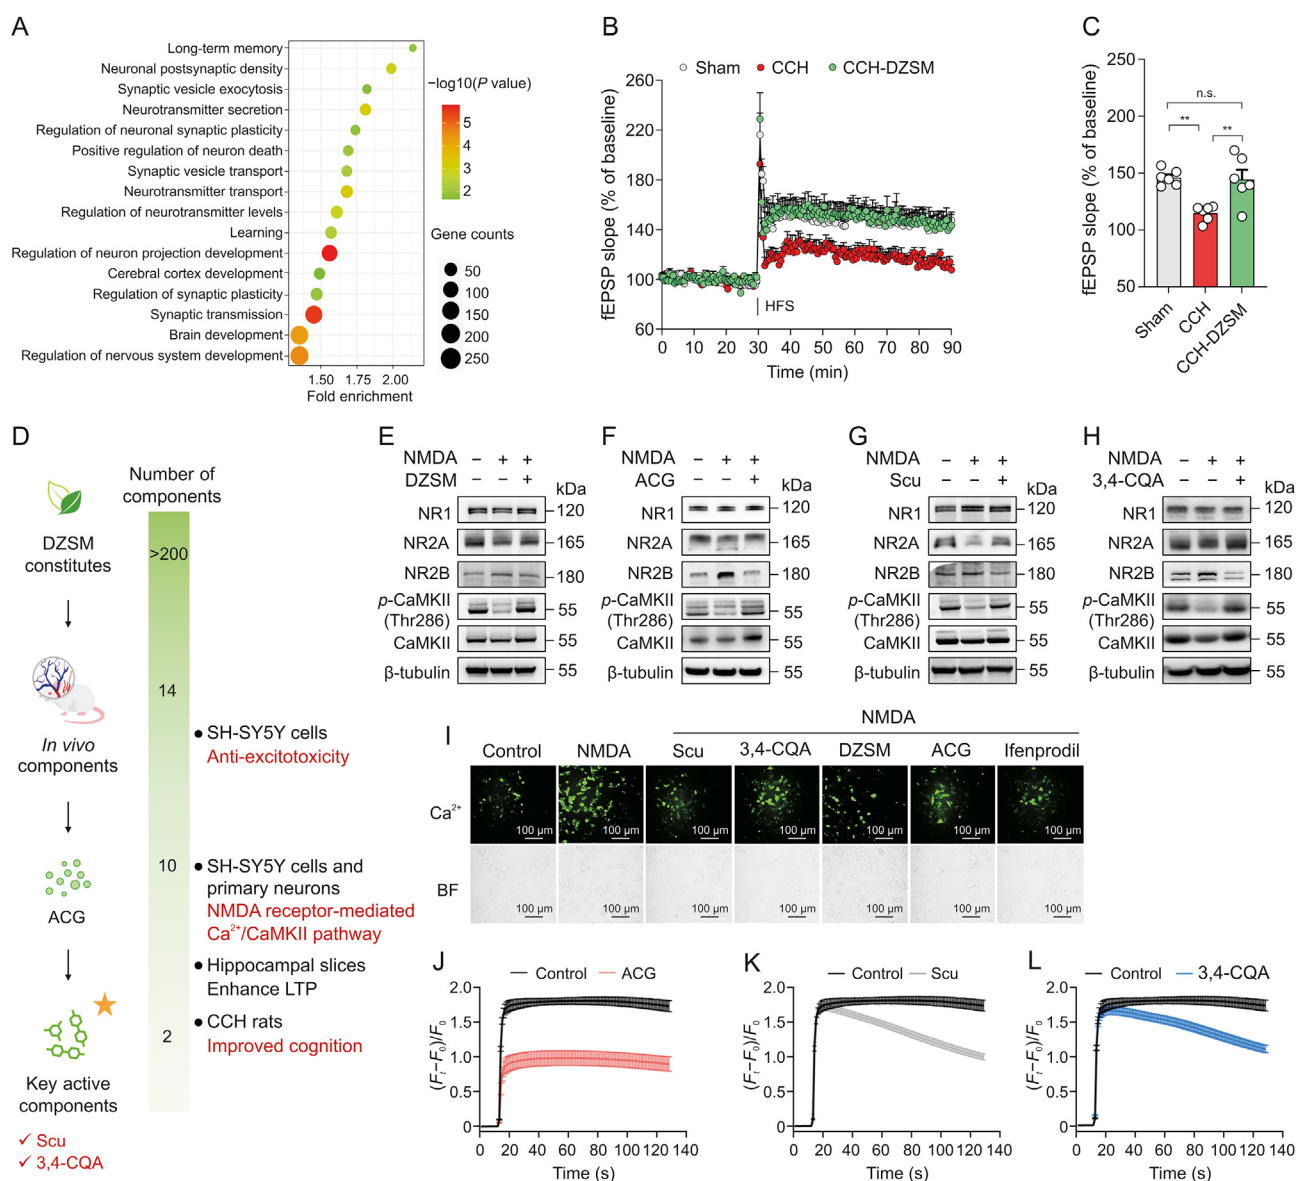 A
Long-term memory
Neuronal postsynaptic density
Synaptic vesicle exocytosis
Neurotransmitter secretion
Regulation of neuronal synaptic plasticity
Positive regulation of neuron death
Synaptic vesicle transport
Neurotransmitter transport
Regulation of neurotransmitter levels
Learning
Regulation of neuron projection development
Cerebral cortex development
Regulation of synaptic plasticity
Synaptic transmission
Brain development
Regulation of nervous system development
1.50 1.75 2.00
Fold enrichment
−log10(P value)
5
4
3
2
Gene counts
50
100
150
200
250
B
Sham CCH CCH-DZSM
fEPSP slope (% of baseline)
260
220
180
140
100
60
HFS
0 10 20 30 40 50 60 70 80 90
Time (min)
C
fEPSP slope (% of baseline)
250
200
150
100
50
n.s.
** **
Sham
CCH
CCH-DZSM
D
DZSM
constitutes
In vivo
components
ACG
Key active
components
✓ Scu
✓ 3,4-CQA
Number of
components
>200
14
10
2
● SH-SY5Y cells
Anti-excitotoxicity
● SH-SY5Y cells and
primary neurons
NMDA receptor-mediated
Ca²⁺/CaMKII pathway
● Hippocampal slices
Enhance LTP
● CCH rats
Improved cognition
E
NMDA − + +
DZSM − − +
kDa
NR1 120
NR2A 165
NR2B 180
p-CaMKII
(Thr286) 55
CaMKII 55
β-tubulin 55
F
NMDA − + +
ACG − − +
kDa
NR1 120
NR2A 165
NR2B 180
p-CaMKII
(Thr286) 55
CaMKII 55
β-tubulin 55
G
NMDA − + +
Scu − − +
kDa
NR1 120
NR2A 165
NR2B 180
p-CaMKII
(Thr286) 55
CaMKII 55
β-tubulin 55
H
NMDA − + +
3,4-CQA − − +
kDa
NR1 120
NR2A 165
NR2B 180
p-CaMKII
(Thr286) 55
CaMKII 55
β-tubulin 55
I
NMDA
Control NMDA Scu 3,4-CQA DZSM ACG Ifenprodil
Ca²⁺
100 µm 100 µm 100 µm 100 µm 100 µm 100 µm 100 µm
BF
100 µm 100 µm 100 µm 100 µm 100 µm 100 µm 100 µm
J
Control ACG
(Ft−F0)/F0
2.0
1.5
1.0
0.5
0
0 20 40 60 80 100 120 140
Time (s)
K
Control Scu
(Ft−F0)/F0
2.0
1.5
1.0
0.5
0
0 20 40 60 80 100 120 140
Time (s)
L
Control 3,4-CQA
(Ft−F0)/F0
2.0
1.5
1.0
0.5
0
0 20 40 60 80 100 120 140
Time (s)